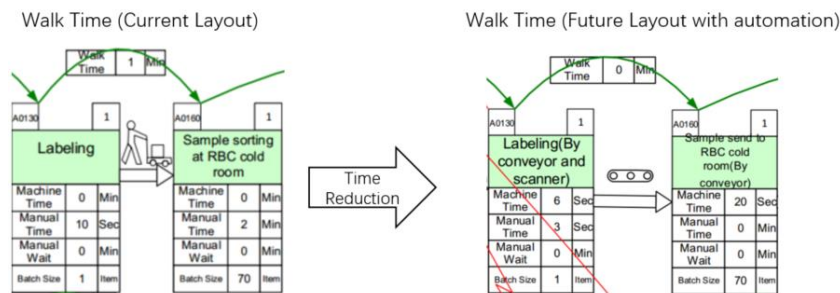 Walk Time (Current Layout)
Walk Time (Future Layout with automation)
Walk
Time
1
Min
A0130
1
Labeling
Machine
Time
0
Min
Manual
Time
10
Sec
Manual
Wait
0
Min
Batch Size
1
Item
A0160
1
Sample sorting
at RBC cold
room
Machine
Time
0
Min
Manual
Time
2
Min
Manual
Wait
0
Min
Batch Size
70
Item
Time
Reduction
Walk
Time
0
Min
A0130
1
Labeling(By
conveyor and
scanner)
Machine
Time
6
Sec
Manual
Time
3
Sec
Manual
Wait
0
Min
Batch Size
1
Item
A0160
1
Sample send to
RBC cold
room(By
conveyor)
Machine
Time
20
Sec
Manual
Time
0
Min
Manual
Wait
0
Min
Batch Size
70
Item